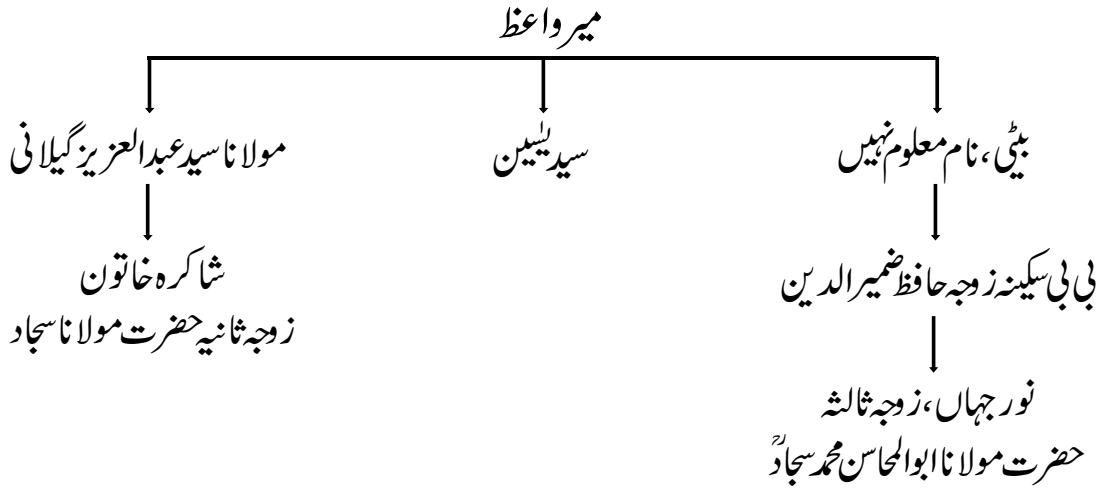 میر واعظ
بیٹی، نام معلوم نہیں
سید یٰسین
مولانا سید عبدالعزیز گیلانی
بی بی سکینہ زوجہ حافظ ضمیر الدین
شاکرہ خاتون
زوجہ ثانیہ حضرت مولانا سجاد
نور جہاں، زوجہ ثالثہ
حضرت مولانا ابوالمحاسن محمد سجادؒ